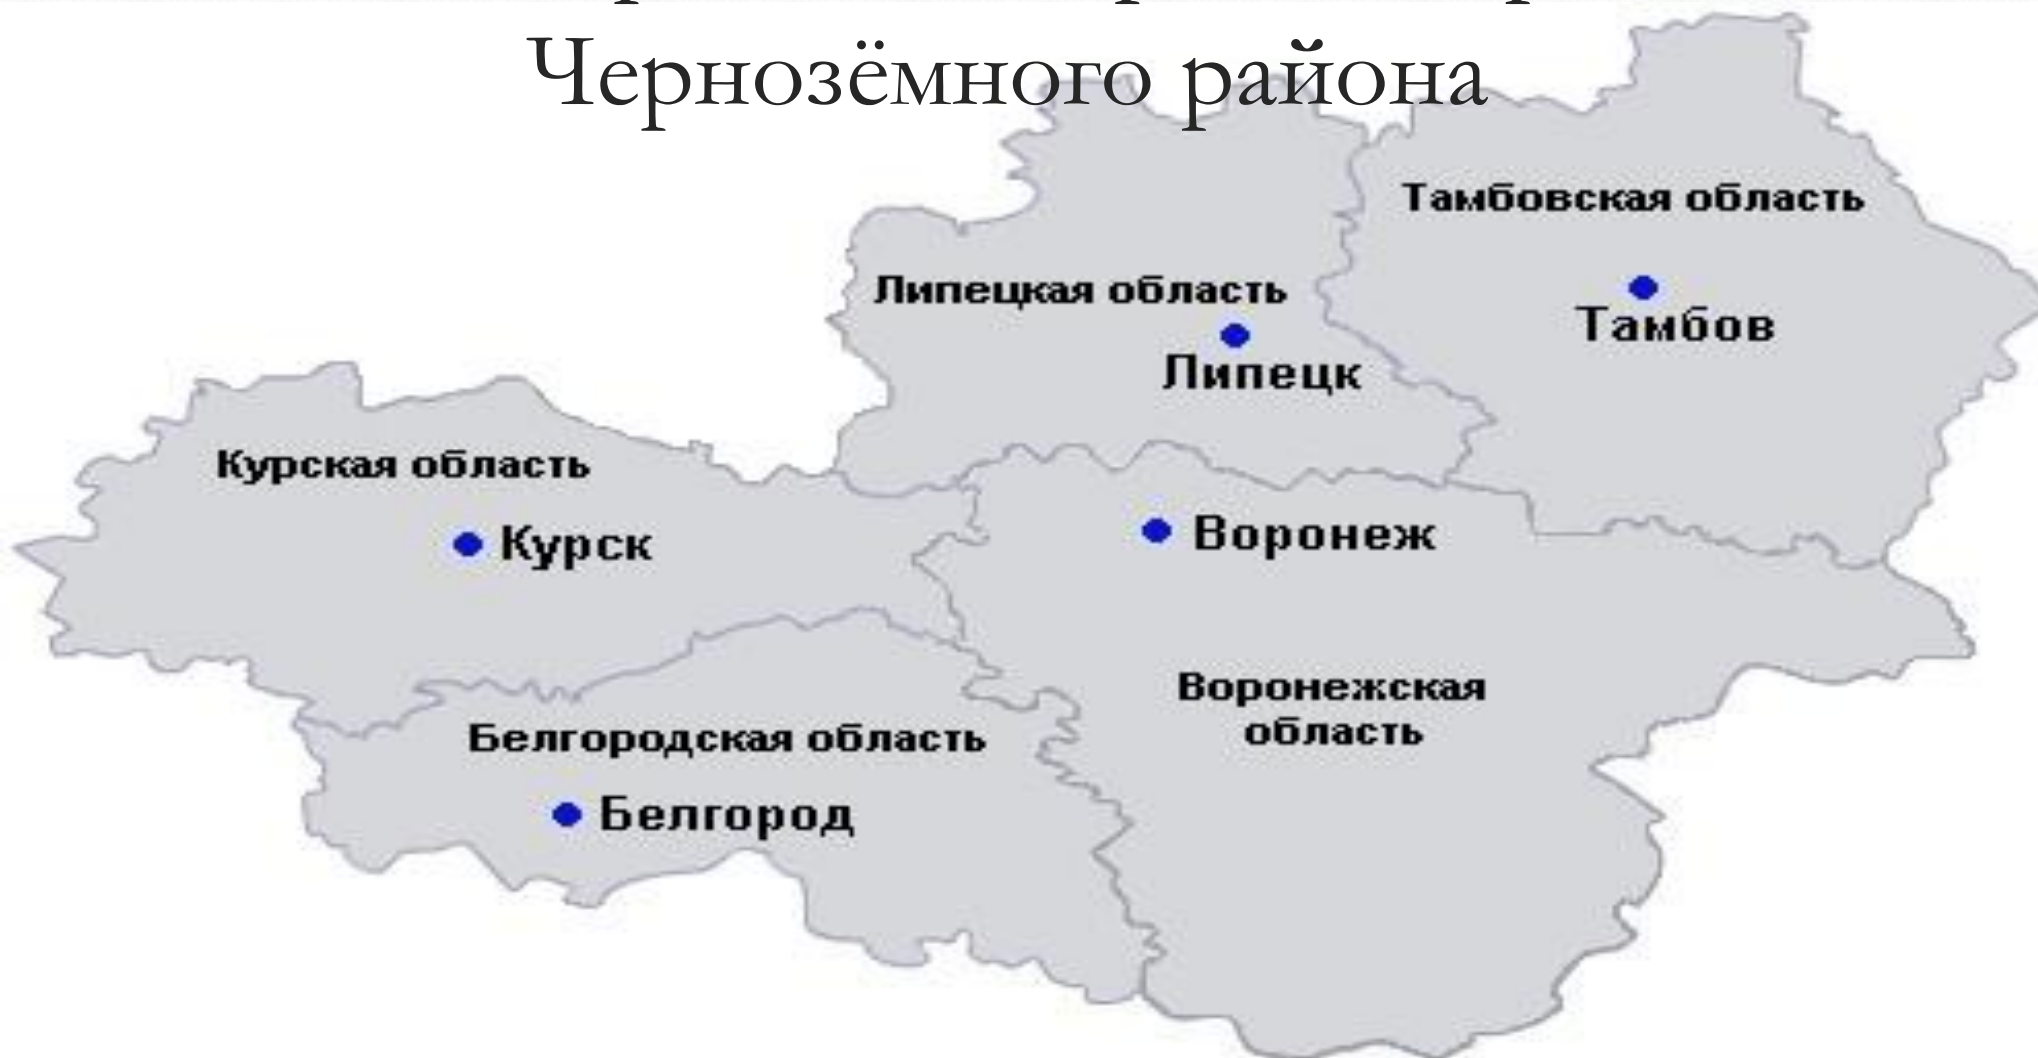 Чернозёмного района
Тамбовская область
Тамбов
Липецкая область
Липецк
Курская область
Курск
Воронеж
Воронежская
область
Белгородская область
Белгород